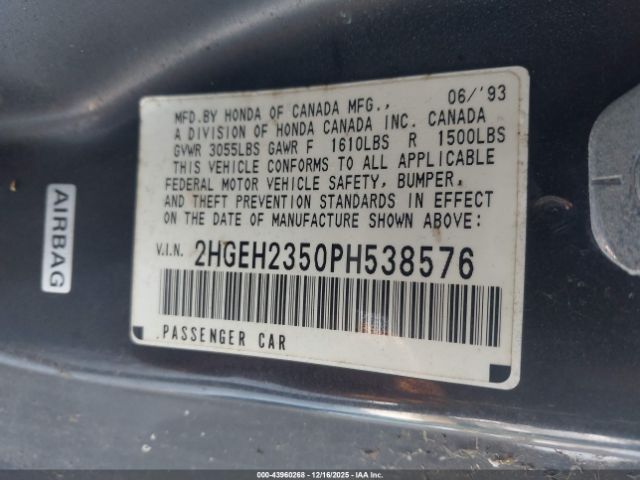 06/'93
MFD.BY HONDA OF CANADA MFG.,
A DIVISION OF HONDA CANADA INC. CANADA
GVWR 3055LBS GAWR F 1610LBS R 1500LBS
THIS VEHICLE CONFORMS TO ALL APPLICABLE
FEDERAL MOTOR VEHICLE SAFETY, BUMPER,
AND THEFT PREVENTION STANDARDS IN EFFECT
ON THE DATE OF MANUFACTURE SHOWN ABOVE:
V.I.N. 2HGEH2350PH538576
PASSENGER CAR
AIRBAG
000-43960268 - 12/16/2025 - IAA Inc.